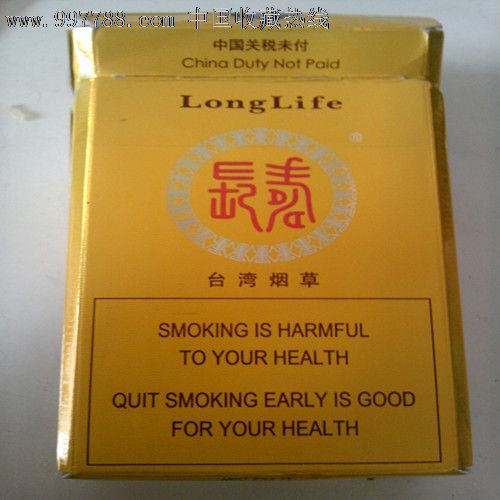 www.997788.com 中国收藏热线
中国关税未付
China Duty Not Paid
LongLife
®
長壽
台湾烟草
SMOKING IS HARMFUL
TO YOUR HEALTH
QUIT SMOKING EARLY IS GOOD
FOR YOUR HEALTH